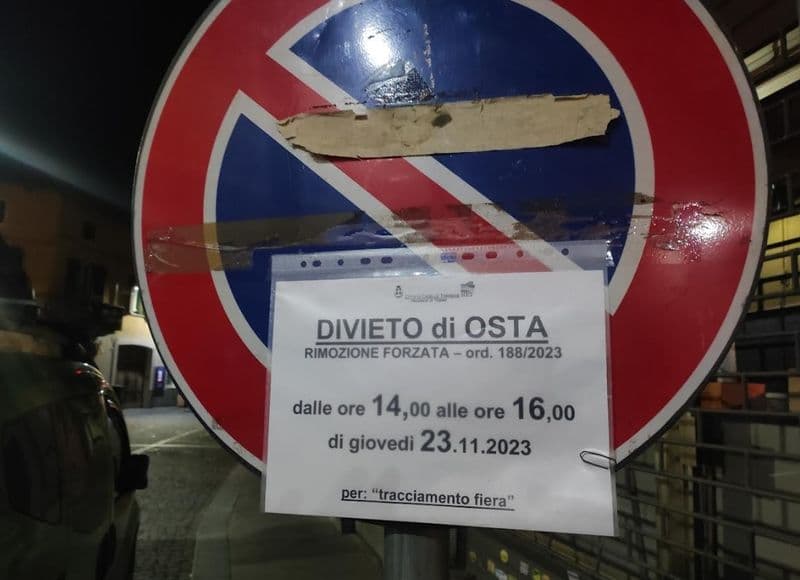 DIVIETO di OSTA
RIMOZIONE FORZATA – ord. 188/2023
dalle ore 14,00 alle ore 16,00
di giovedì 23.11.2023
per: “tracciamento fiera”